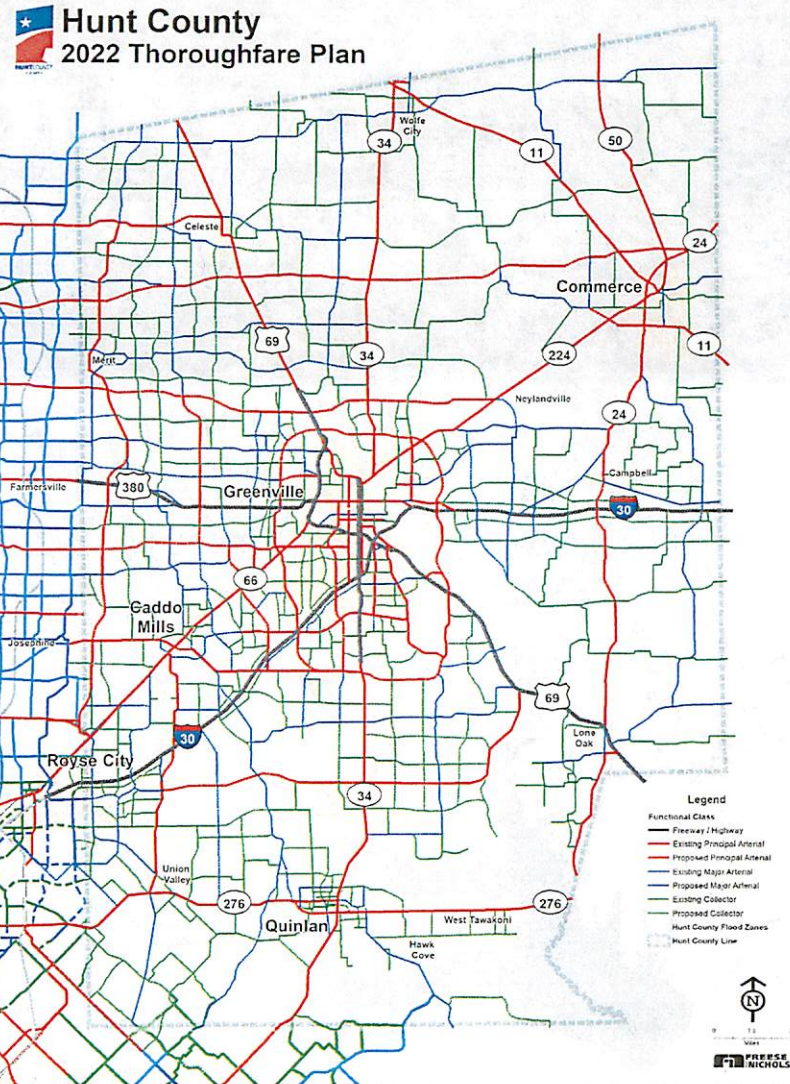 Hunt County
2022 Thoroughfare Plan
HUNT COUNTY
Wolfe
City
34
11
50
Celeste
24
Commerce
69
34
224
11
Merit
Neylandville
24
Campbell
Farmersville
380
Greenville
30
66
Caddo
Mills
Josephine
69
30
Lone
Oak
Royse City
34
Legend
Functional Class
Freeway / Highway
Existing Principal Arterial
Proposed Principal Arterial
Existing Major Arterial
Proposed Major Arterial
Existing Collector
Proposed Collector
Hunt County Flood Zones
Hunt County Line
Union
Valley
276
276
West Tawakoni
Quinlan
Hawk
Cove
N
0
Miles
FREESE
NICHOLS